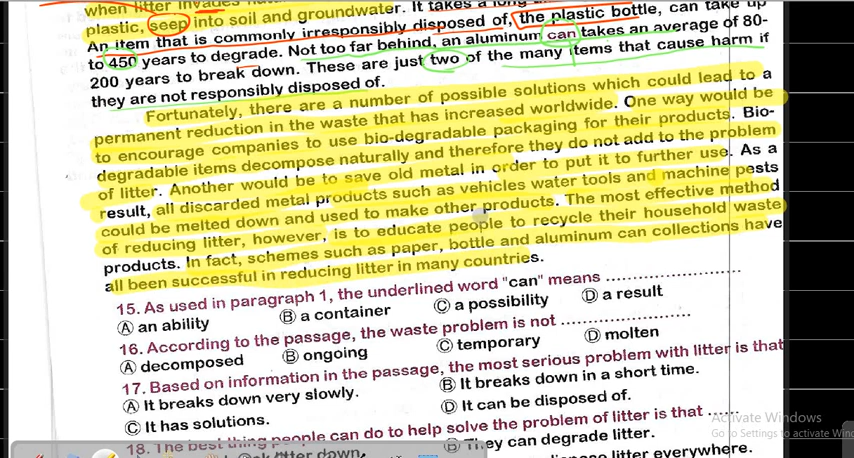 when litter invades
plastic, seep into soil and groundwater. It takes a long
An item that is commonly irresponsibly disposed of, the plastic bottle, can take up
to 450 years to degrade. Not too far behind, an aluminum can takes an average of 80-
200 years to break down. These are just two of the many items that cause harm if
they are not responsibly disposed of.
Fortunately, there are a number of possible solutions which could lead to a
permanent reduction in the waste that has increased worldwide. One way would be
to encourage companies to use bio-degradable packaging for their products. Bio-
degradable items decompose naturally and therefore they do not add to the problem
of litter. Another would be to save old metal in order to put it to further use. As a
result, all discarded metal products such as vehicles water tools and machine pests
could be melted down and used to make other products. The most effective method
of reducing litter, however, is to educate people to recycle their household waste
products. In fact, schemes such as paper, bottle and aluminum can collections have
all been successful in reducing litter in many countries.
15. As used in paragraph 1, the underlined word "can" means ....................
Ⓐ an ability Ⓑ a container Ⓒ a possibility Ⓓ a result
16. According to the passage, the waste problem is not ....................
Ⓐ decomposed Ⓑ ongoing Ⓒ temporary Ⓓ molten
17. Based on information in the passage, the most serious problem with litter is that
Ⓐ It breaks down very slowly. Ⓑ It breaks down in a short time.
Ⓒ It has solutions. Ⓓ It can be disposed of.
18. The best thing people can do to help solve the problem of litter is that ......
litter down. Ⓑ They can degrade litter.
litter everywhere.
Activate Windows
Go to Settings to activate Wind